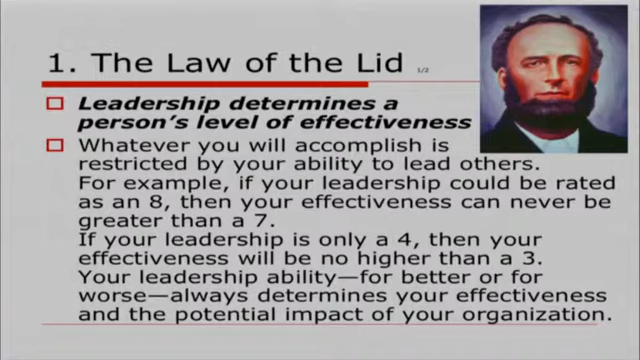 1. The Law of the Lid 1/2
Leadership determines a
person's level of effectiveness
Whatever you will accomplish is
restricted by your ability to lead others.
For example, if your leadership could be rated
as an 8, then your effectiveness can never be
greater than a 7.
If your leadership is only a 4, then your
effectiveness will be no higher than a 3.
Your leadership ability—for better or for
worse—always determines your effectiveness
and the potential impact of your organization.